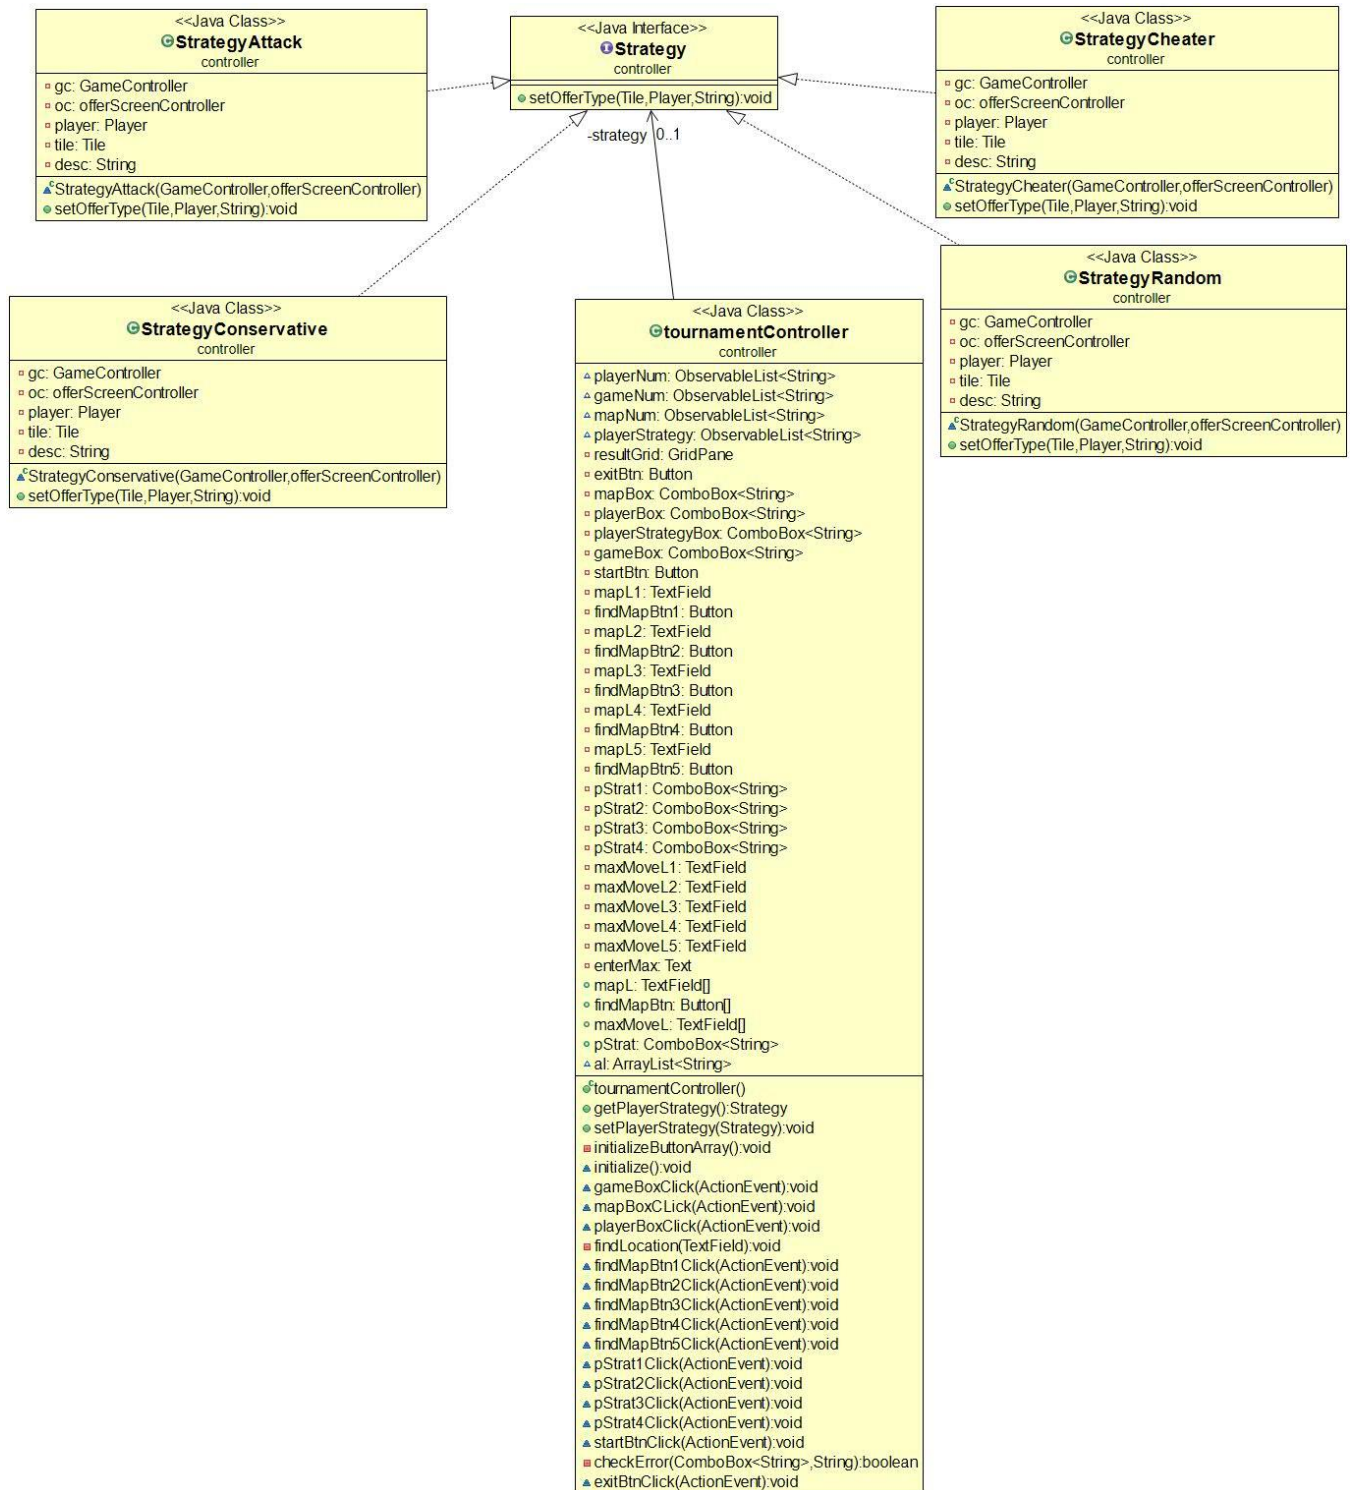 <<Java Class>>
StrategyAttack
controller
gc: GameController
oc: offerScreenController
player: Player
tile: Tile
desc: String
StrategyAttack(GameController,offerScreenController)
setOfferType(Tile,Player,String):void
<<Java Interface>>
Strategy
controller
setOfferType(Tile,Player,String):void
-strategy 0..1
<<Java Class>>
StrategyCheater
controller
gc: GameController
oc: offerScreenController
player: Player
tile: Tile
desc: String
StrategyCheater(GameController,offerScreenController)
setOfferType(Tile,Player,String):void
<<Java Class>>
StrategyConservative
controller
gc: GameController
oc: offerScreenController
player: Player
tile: Tile
desc: String
StrategyConservative(GameController,offerScreenController)
setOfferType(Tile,Player,String):void
<<Java Class>>
StrategyRandom
controller
gc: GameController
oc: offerScreenController
player: Player
tile: Tile
desc: String
StrategyRandom(GameController,offerScreenController)
setOfferType(Tile,Player,String):void
<<Java Class>>
tournamentController
controller
playerNum: ObservableList<String>
gameNum: ObservableList<String>
mapNum: ObservableList<String>
playerStrategy: ObservableList<String>
resultGrid: GridPane
exitBtn: Button
mapBox: ComboBox<String>
playerBox: ComboBox<String>
playerStrategyBox: ComboBox<String>
gameBox: ComboBox<String>
startBtn: Button
mapL1: TextField
findMapBtn1: Button
mapL2: TextField
findMapBtn2: Button
mapL3: TextField
findMapBtn3: Button
mapL4: TextField
findMapBtn4: Button
mapL5: TextField
findMapBtn5: Button
pStrat1: ComboBox<String>
pStrat2: ComboBox<String>
pStrat3: ComboBox<String>
pStrat4: ComboBox<String>
maxMoveL1: TextField
maxMoveL2: TextField
maxMoveL3: TextField
maxMoveL4: TextField
maxMoveL5: TextField
enterMax: Text
mapL: TextField[]
findMapBtn: Button[]
maxMoveL: TextField[]
pStrat: ComboBox<String>
al: ArrayList<String>
tournamentController()
getPlayerStrategy():Strategy
setPlayerStrategy(Strategy):void
initializeButtonArray():void
initialize():void
gameBoxClick(ActionEvent):void
mapBoxCLick(ActionEvent):void
playerBoxClick(ActionEvent):void
findLocation(TextField):void
findMapBtn1Click(ActionEvent):void
findMapBtn2Click(ActionEvent):void
findMapBtn3Click(ActionEvent):void
findMapBtn4Click(ActionEvent):void
findMapBtn5Click(ActionEvent):void
pStrat1Click(ActionEvent):void
pStrat2Click(ActionEvent):void
pStrat3Click(ActionEvent):void
pStrat4Click(ActionEvent):void
startBtnClick(ActionEvent):void
checkError(ComboBox<String>,String):boolean
exitBtnClick(ActionEvent):void